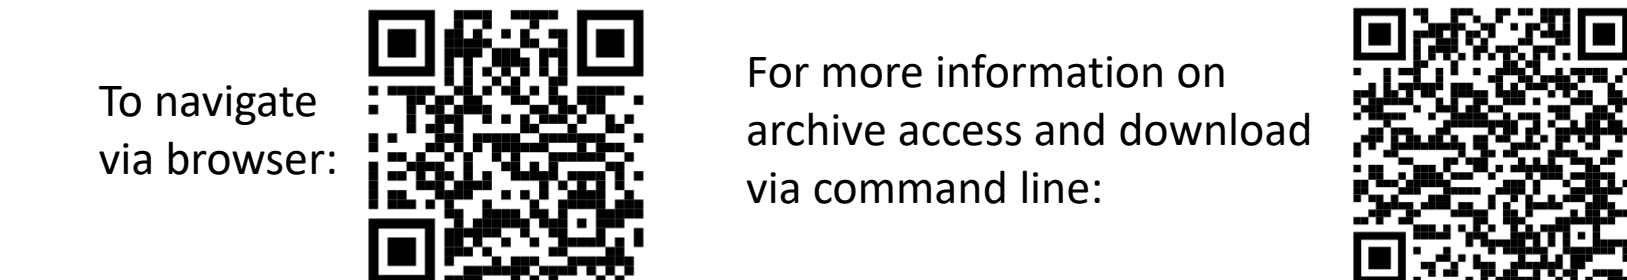 To navigate
via browser:
For more information on
archive access and download
via command line: